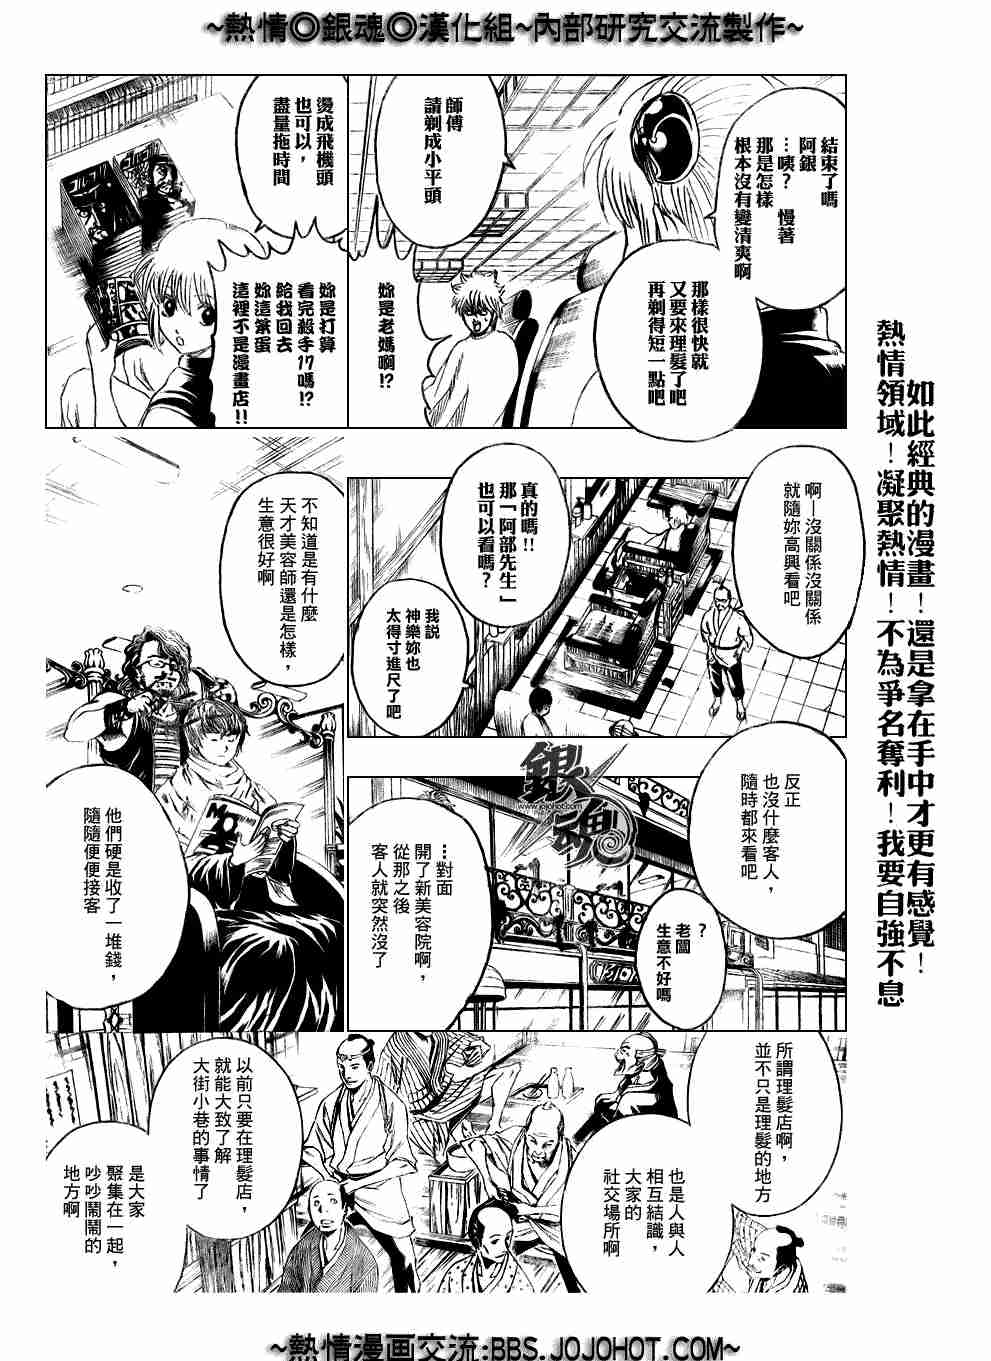 ~熱情◎銀魂◎漢化組~內部研究交流製作~
結束了嗎
阿銀
…咦？　慢著
那是怎樣
根本沒有變清爽啊
那樣很快就
又要來理髮了吧
再剃得短一點吧
師傅
請剃成小平頭
妳是老媽啊!?
燙成飛機頭
也可以，
盡量拖時間
妳是打算
看完殺手17嗎!?
給我回去
妳這笨蛋
這裡不是漫畫店!!
啊—沒關係沒關係
就隨妳高興看吧
真的嗎!!
那「阿部先生」
也可以看嗎？
我説
神樂妳也
太得寸進尺了吧
反正
也沒什麼客人，
隨時都來看吧
？
老闆
生意不好嗎
…對面
開了新美容院啊，
從那之後
客人就突然沒了
不知道是有什麼
天才美容師還是怎樣，
生意很好啊
他們硬是收了一堆錢，
隨隨便便接客
MO
銀魂
www.jojohot.com
所謂理髮店啊，
並不只是理髮的地方
也是人與人
相互結識，
大家的
社交場所啊
以前只要在理髮店，
就能大致了解
大街小巷的事情了
是大家
聚集在一起，
吵吵鬧鬧的
地方啊
如此經典的漫畫！還是拿在手中才更有感覺！
熱情領域！凝聚熱情！不為爭名奪利！我要自強不息
~熱情漫画交流:BBS.JOJOHOT.COM~